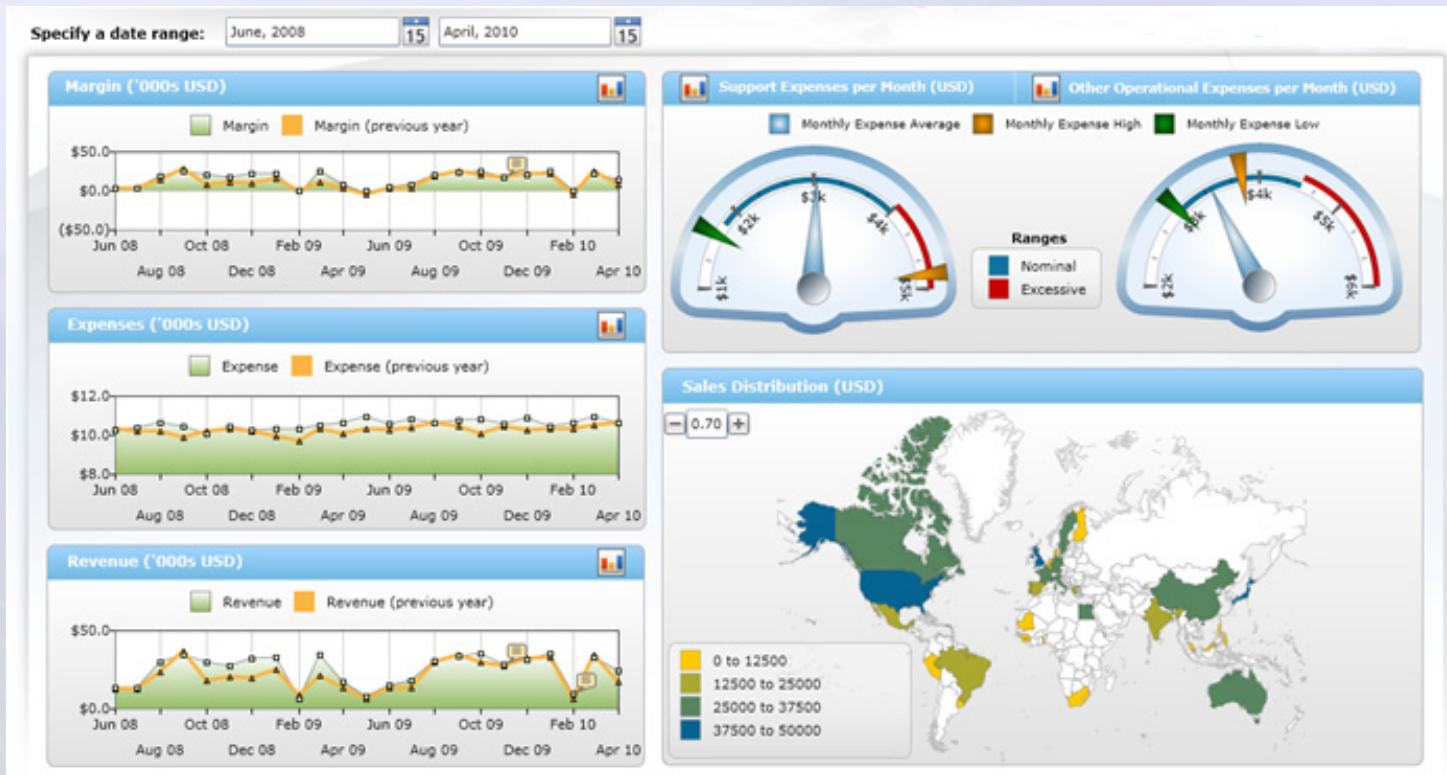 Specify a date range: June, 2008 15 April, 2010 15
Margin ('000s USD)
Margin Margin (previous year)
$50.0
$0.0
($50.0)
Jun 08 Oct 08 Feb 09 Jun 09 Oct 09 Feb 10
Aug 08 Dec 08 Apr 09 Aug 09 Dec 09 Apr 10
Expenses ('000s USD)
Expense Expense (previous year)
$12.0
$10.0
$8.0
Jun 08 Oct 08 Feb 09 Jun 09 Oct 09 Feb 10
Aug 08 Dec 08 Apr 09 Aug 09 Dec 09 Apr 10
Revenue ('000s USD)
Revenue Revenue (previous year)
$50.0
$0.0
Jun 08 Oct 08 Feb 09 Jun 09 Oct 09 Feb 10
Aug 08 Dec 08 Apr 09 Aug 09 Dec 09 Apr 10
Support Expenses per Month (USD) Other Operational Expenses per Month (USD)
Monthly Expense Average Monthly Expense High Monthly Expense Low
$1k $2k $3k $4k $5k
Ranges
Nominal
Excessive
$2k $3k $4k $5k $6k
Sales Distribution (USD)
− 0.70 +
0 to 12500
12500 to 25000
25000 to 37500
37500 to 50000